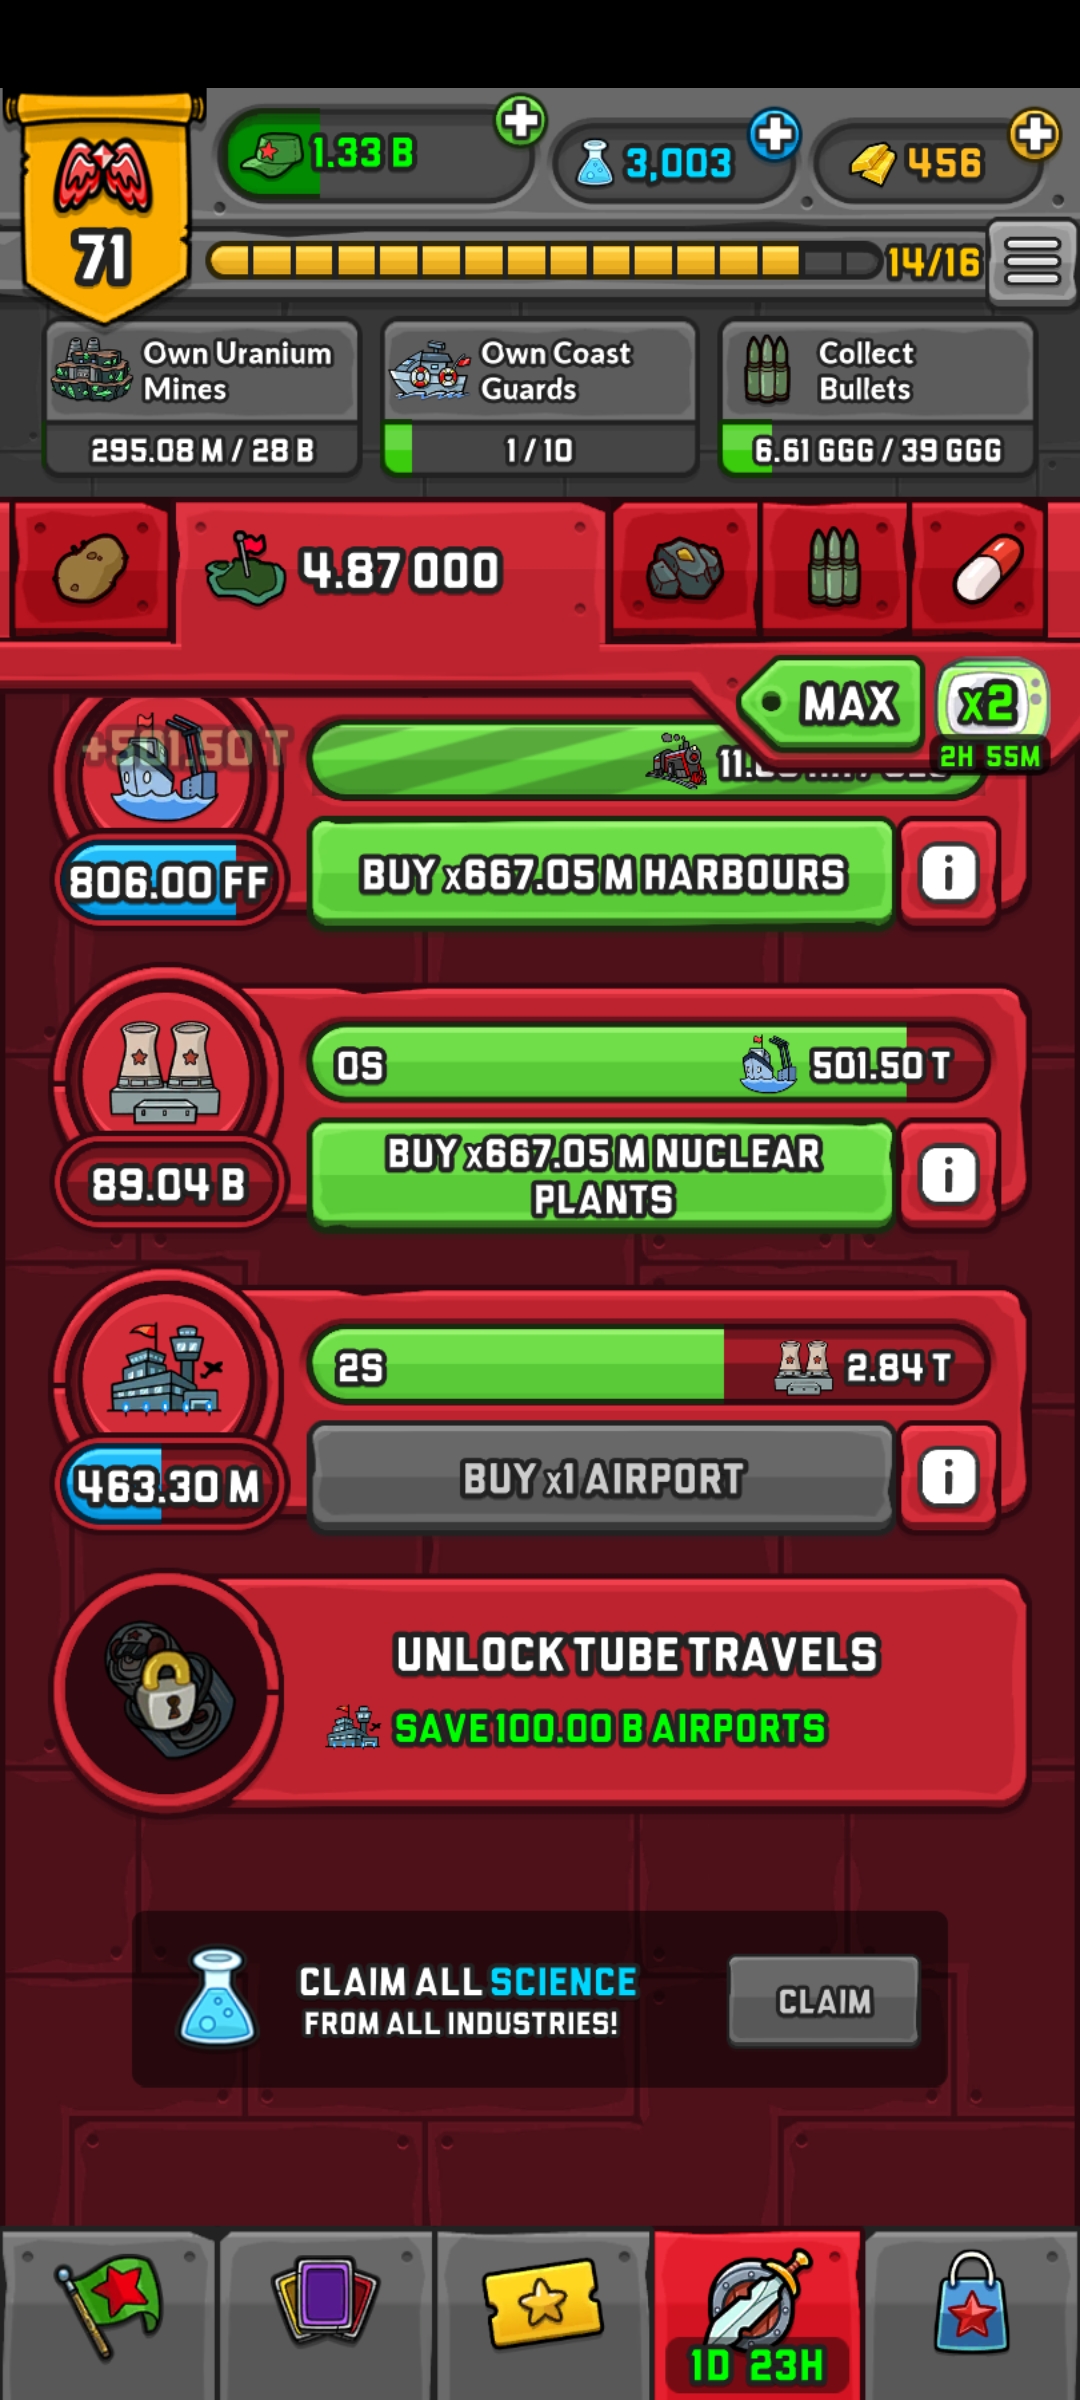 1.33 B
3,003
456
71
14/16
Own Uranium
Mines
295.08 M / 28 B
Own Coast
Guards
1 / 10
Collect
Bullets
6.61 GGG / 39 GGG
4.87 000
MAX
x2
2H 55M
+501.50 T
806.00 FF
BUY x667.05 M HARBOURS
i
0S
501.50 T
89.04 B
BUY x667.05 M NUCLEAR
PLANTS
i
2S
2.84 T
463.30 M
BUY x1 AIRPORT
i
UNLOCK TUBE TRAVELS
SAVE 100.00 B AIRPORTS
CLAIM ALL SCIENCE
FROM ALL INDUSTRIES!
CLAIM
1D 23H